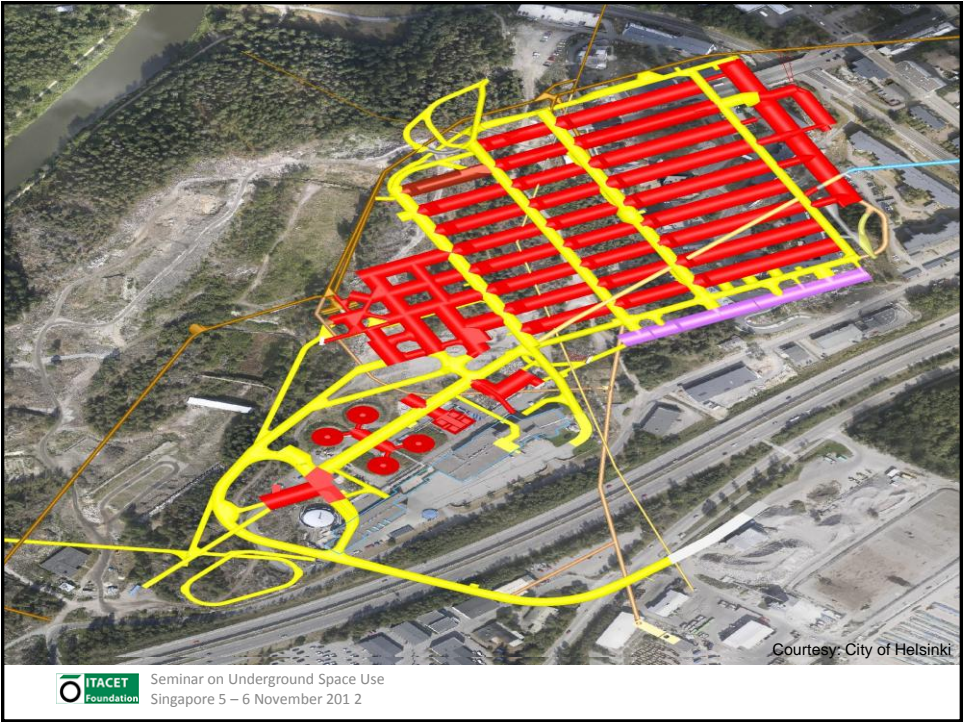 Courtesy: City of Helsinki
ITACET
Foundation
Seminar on Underground Space Use
Singapore 5 – 6 November 201 2